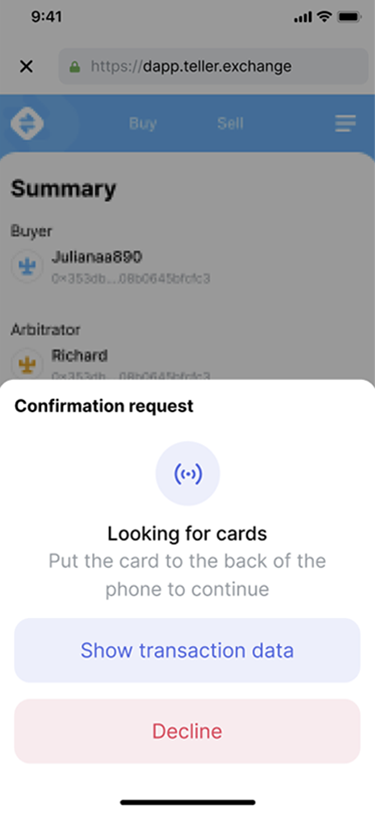 9:41
https://dapp.teller.exchange
Buy
Sell
Summary
Buyer
Julianaa890
0x353db...08b0645bfcfc3
Arbitrator
Richard
0x353db...08b0645bfcfc3
Confirmation request
Looking for cards
Put the card to the back of the
phone to continue
Show transaction data
Decline